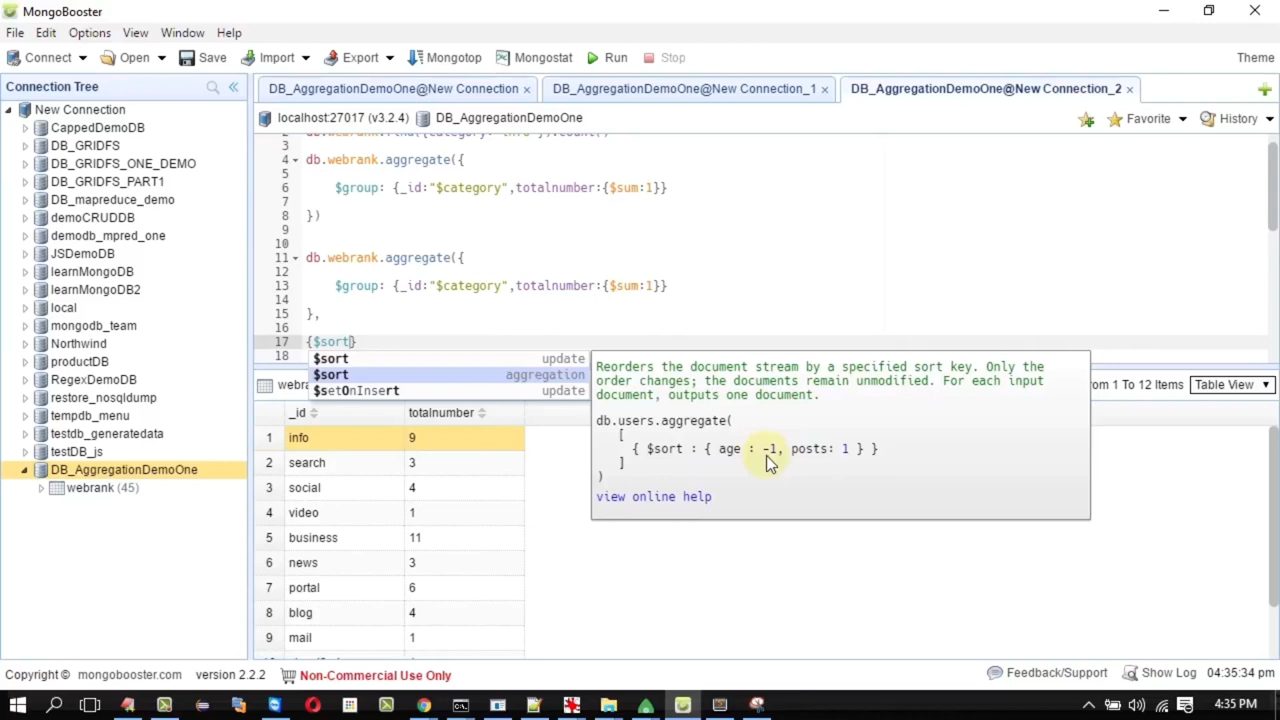 MongoBooster
File Edit Options View Window Help
Connect Open Save Import Export Mongotop Mongostat Run Stop Theme
Connection Tree
New Connection
CappedDemoDB
DB_GRIDFS
DB_GRIDFS_ONE_DEMO
DB_GRIDFS_PART1
DB_mapreduce_demo
demoCRUDDB
demodb_mpred_one
JSDemoDB
learnMongoDB
learnMongoDB2
local
mongodb_team
Northwind
productDB
RegexDemoDB
restore_nosqldump
tempdb_menu
testdb_generatedata
testDB_js
DB_AggregationDemoOne
webrank (45)
DB_AggregationDemoOne@New Connection × DB_AggregationDemoOne@New Connection_1 × DB_AggregationDemoOne@New Connection_2 ×
localhost:27017 (v3.2.4) DB_AggregationDemoOne Favorite History
2
3
4 db.webrank.aggregate({
5
6 $group: {_id:"$category",totalnumber:{$sum:1}}
7
8 })
9
10
11 db.webrank.aggregate({
12
13 $group: {_id:"$category",totalnumber:{$sum:1}}
14
15 },
16
17 {$sort}
18
$sort update
$sort aggregation
$setOnInsert update
Reorders the document stream by a specified sort key. Only the
order changes; the documents remain unmodified. For each input
document, outputs one document.
db.users.aggregate(
[
{ $sort : { age : -1, posts: 1 } }
]
)
view online help
1 To 12 Items Table View
_id totalnumber
1 info 9
2 search 3
3 social 4
4 video 1
5 business 11
6 news 3
7 portal 6
8 blog 4
9 mail 1
Copyright © mongobooster.com version 2.2.2 Non-Commercial Use Only Feedback/Support Show Log 04:35:34 PM
4:35 PM